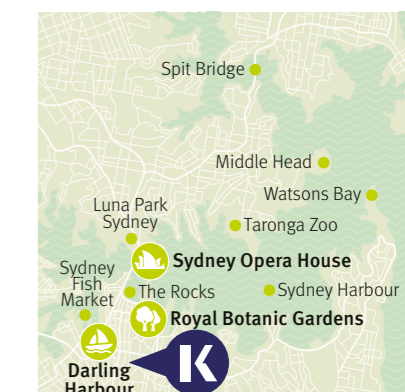 Spit Bridge
Middle Head
Watsons Bay
Luna Park
Sydney
Taronga Zoo
Sydney Opera House
Sydney
Fish
Market
The Rocks
Sydney Harbour
Royal Botanic Gardens
K
Darling
Harbour